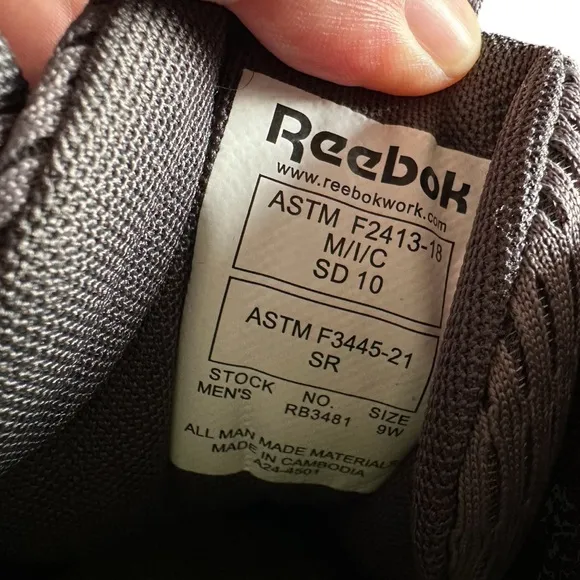 Reebok
www.reebokwork.com
ASTM F2413-18
M/I/C
SD 10
ASTM F3445-21
SR
STOCK NO. SIZE
MEN'S RB3481 9W
ALL MAN MADE MATERIALS
MADE IN CAMBODIA
A24-4501